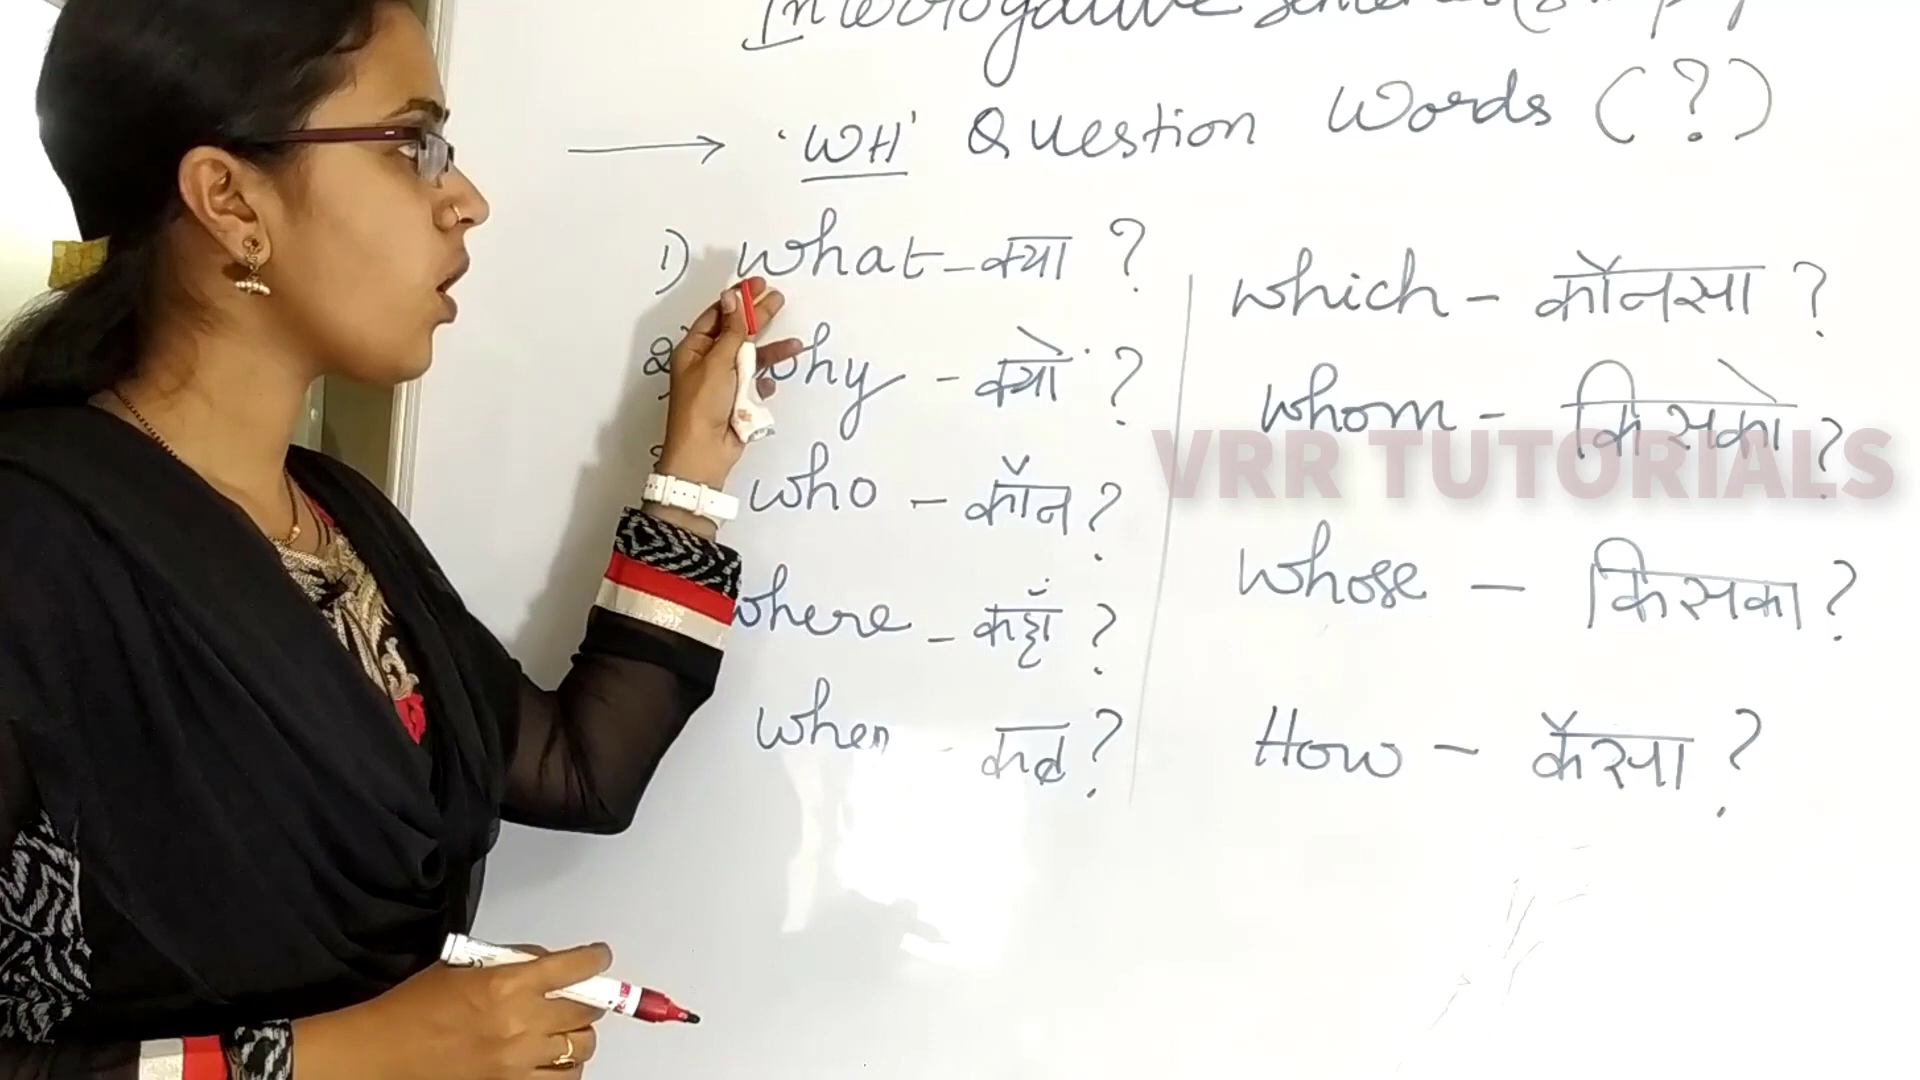 → 'WH' Question Words (?)
1) What - क्या ?
2) why - क्यों ?
who - कौन ?
where - कहाँ ?
when - कब ?
which - कौनसा ?
whom - किसको ?
VRR TUTORIALS
whose - किसका ?
How - कैसा ?